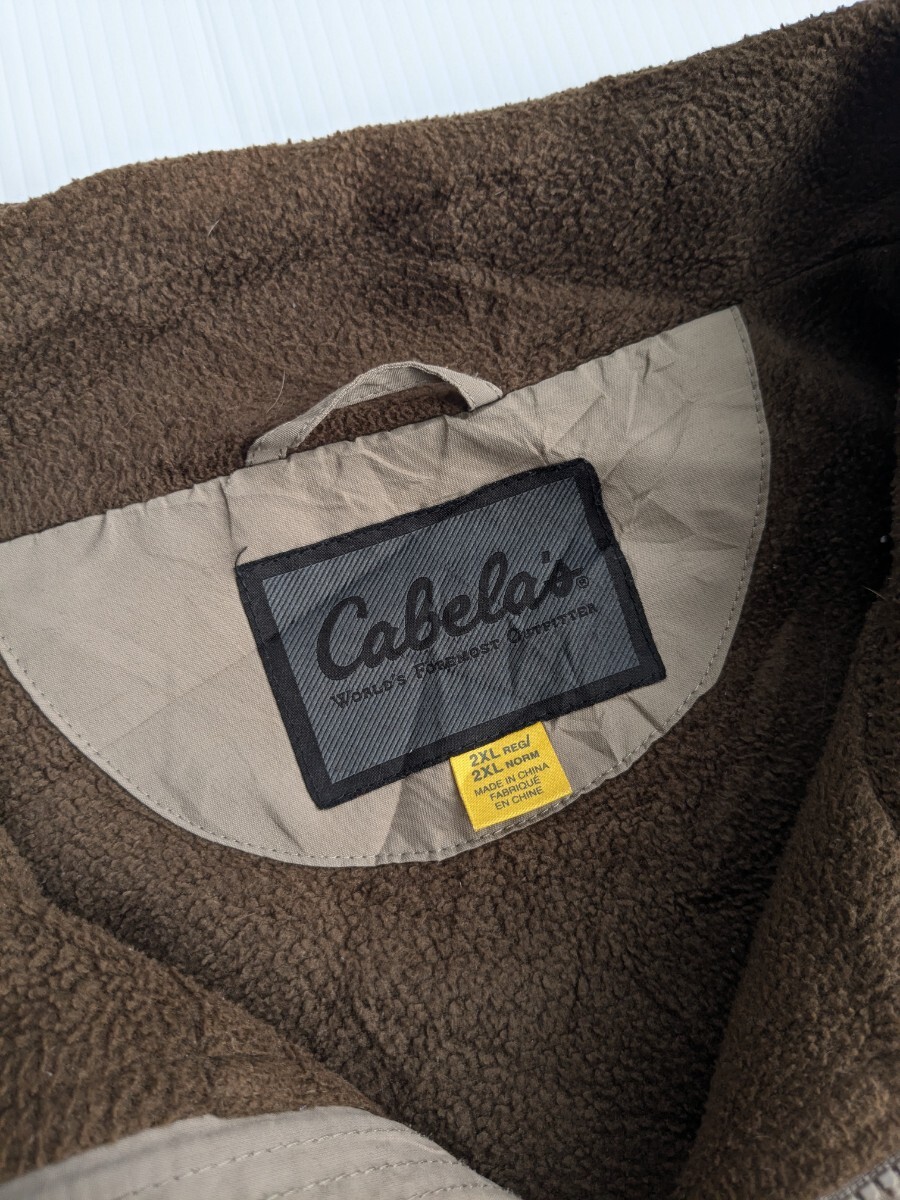 Cabela's®
WORLD'S FOREMOST OUTFITTER
2XL REG/
2XL NORM
MADE IN CHINA
FABRIQUÉ
EN CHINE